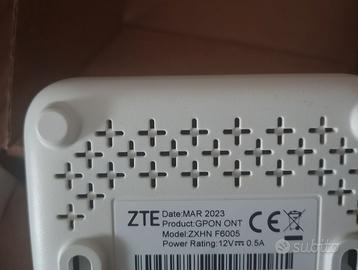 ZTE
Date:MAR 2023
Product:GPON ONT
Model:ZXHN F6005
Power Rating:12V⎓0.5A
CE
subito